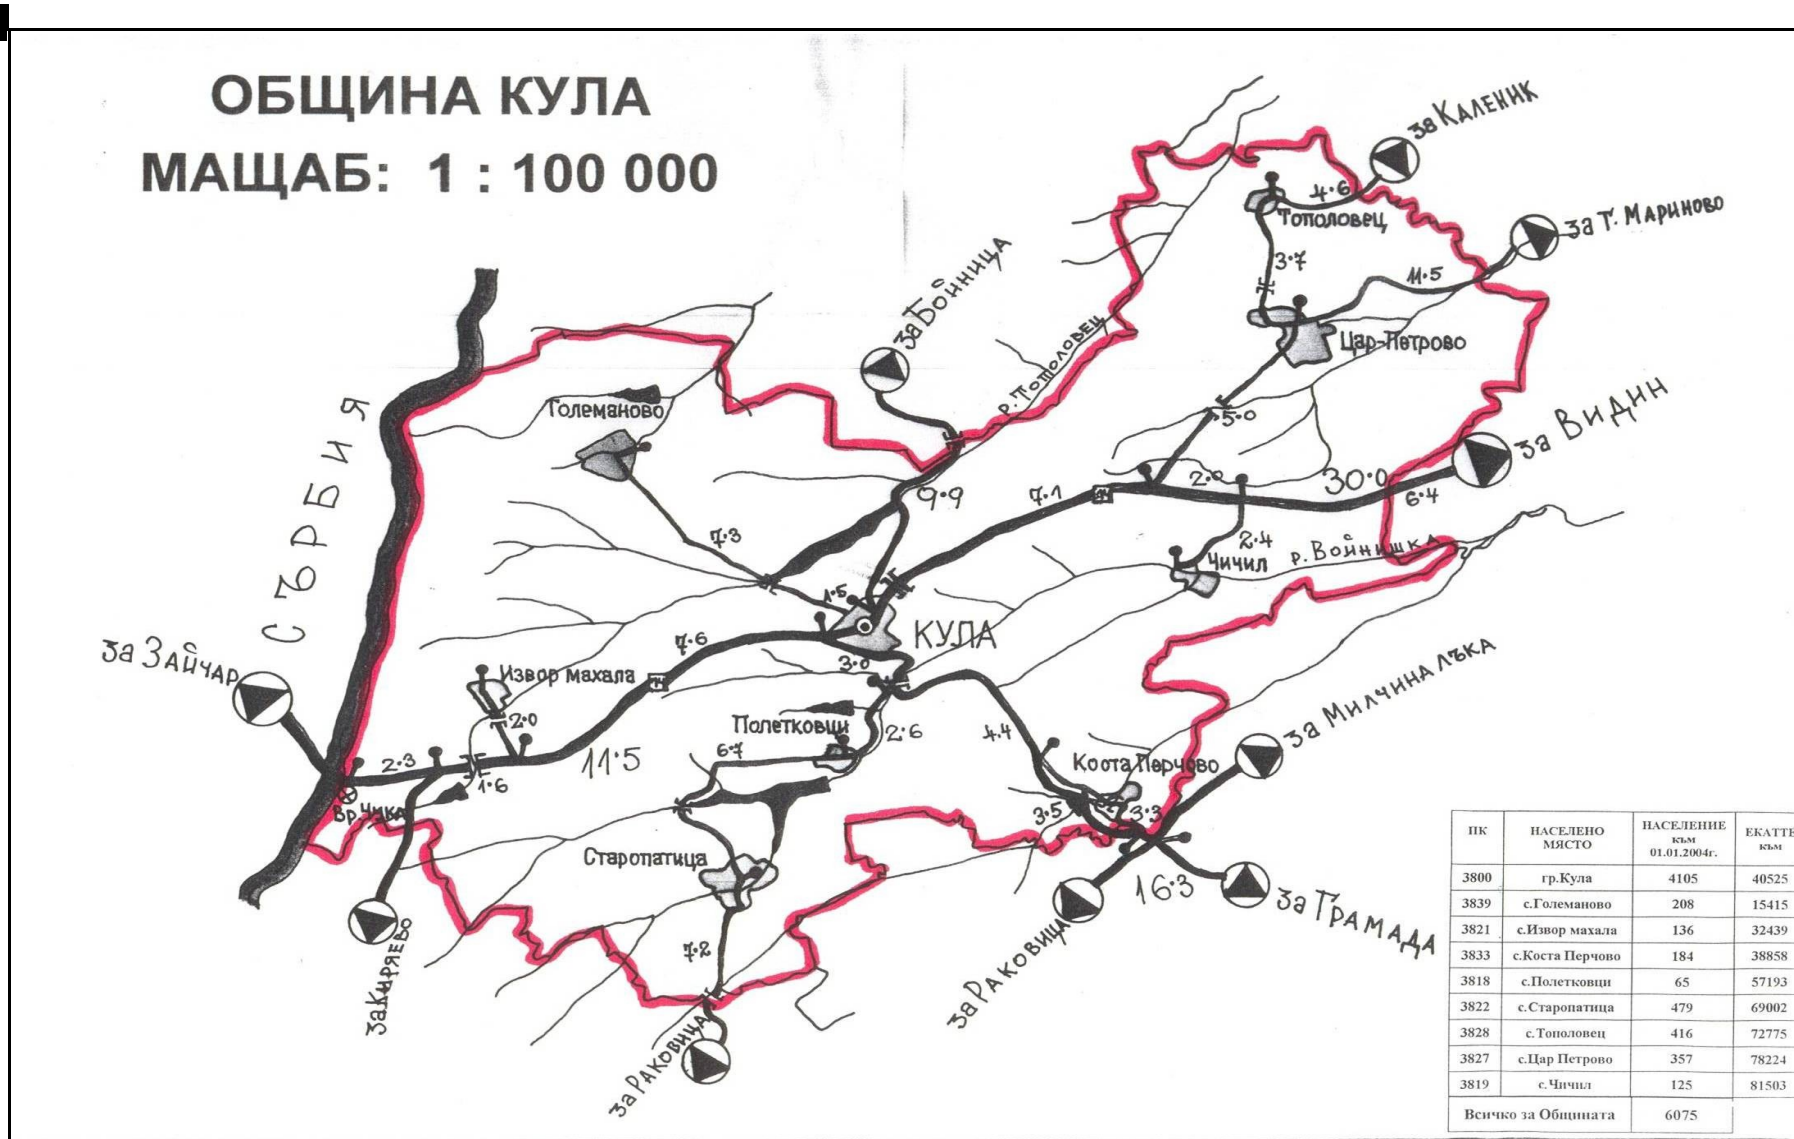 ОБЩИНА КУЛА
МАЩАБ: 1 : 100 000
за КАЛЕНИК
4.6
Тополовец
за Г. МАРИНОВО
3.7
11.5
за БОЙНИЦА
р. Тополовец
Цар-Петрово
СЪРБИЯ
Големаново
5.0
за ВИДИН
2.0
30.0
6.4
9.9
7.1
7.3
2.4
р. Войнишка
Чичил
1.5
КУЛА
7.6
3.0
за ЗАЙЧАР
Извор махала
за МИЛЧИНА ЛЪКА
2.0
Полетковци
2.6
4.4
6.7
11.5
2.3
1.6
Коста Перчово
Вр. Чука
3.5
3.3
Старопатица
16.3
за ГРАМАДА
за РАКОВИЦА
7.2
за КИРЯЕВО
за РАКОВИЦА
ПК НАСЕЛЕНО МЯСТО НАСЕЛЕНИЕ към 01.01.2004г. ЕКАТТЕ към
3800 гр.Кула 4105 40525
3839 с.Големаново 208 15415
3821 с.Извор махала 136 32439
3833 с.Коста Перчово 184 38858
3818 с.Полетковци 65 57193
3822 с.Старопатица 479 69002
3828 с.Тополовец 416 72775
3827 с.Цар Петрово 357 78224
3819 с.Чичил 125 81503
Всичко за Общината 6075